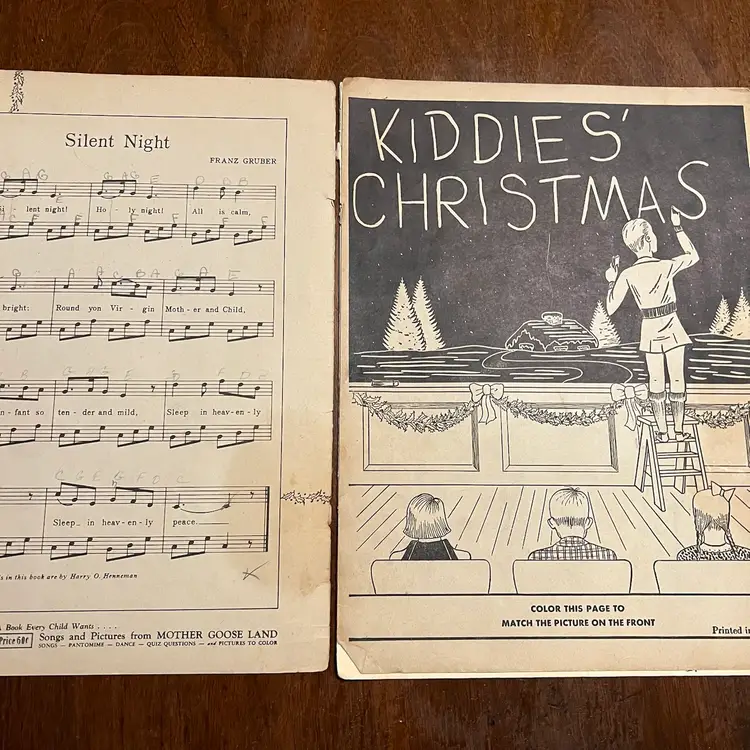 Silent Night
FRANZ GRUBER
G A G E G A G E D D B
- lent night! Ho - ly night! All is calm,
G A A C B A G A E
bright: Round yon Vir - gin Moth - er and Child,
- fant so ten - der and mild, Sleep in heav - en - ly
Sleep in heav - en - ly peace.
in this book are by Harry O. Henneman
A Book Every Child Wants . . . .
Price 60¢ Songs and Pictures from MOTHER GOOSE LAND
SONGS — PANTOMIME — DANCE — QUIZ QUESTIONS — and PICTURES TO COLOR
KIDDIES'
CHRISTMAS
COLOR THIS PAGE TO
MATCH THE PICTURE ON THE FRONT
Printed in